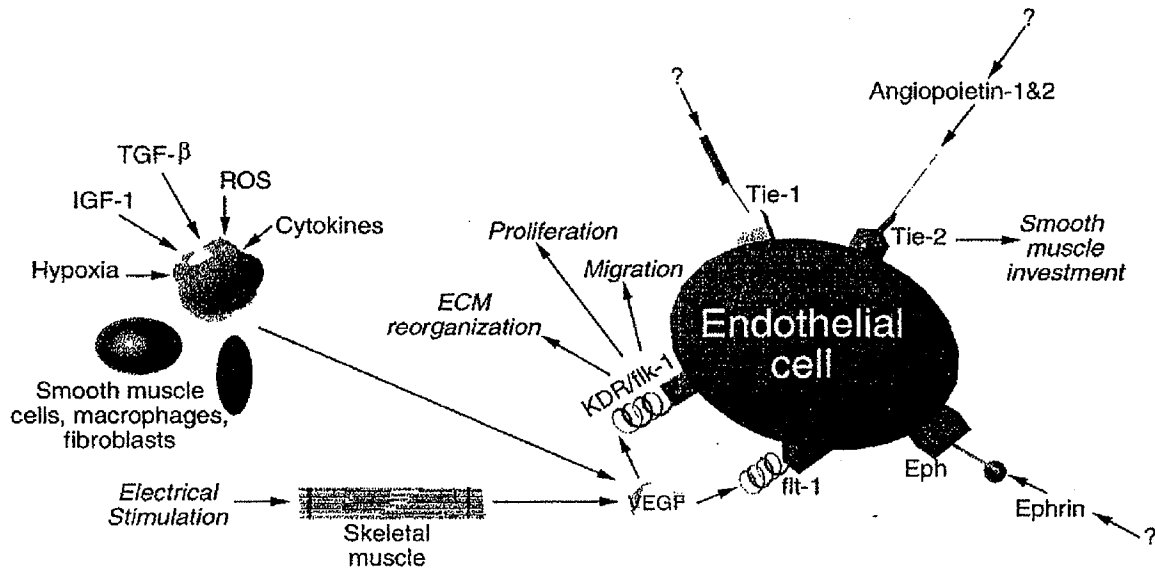 ?
?
Angiopoietin-1&2
TGF-β
IGF-1
ROS
Cytokines
Hypoxia
Tie-1
Tie-2
Smooth
muscle
investment
Proliferation
Migration
ECM
reorganization
Endothelial
cell
KDR/flk-1
Smooth muscle
cells, macrophages,
fibroblasts
Electrical
Stimulation
Skeletal
muscle
VEGF
flt-1
Eph
Ephrin
?